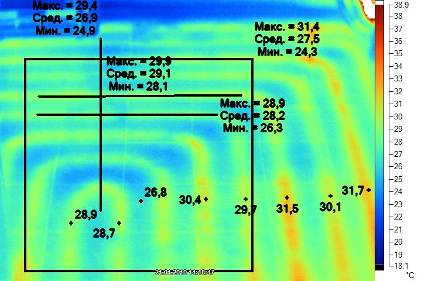 Макс. = 29,4
Сред. = 26,9
Мин. = 24,9
Макс. = 31,4
Сред. = 27,5
Мин. = 24,3
Макс. = 29,9
Сред. = 29,1
Мин. = 28,1
Макс. = 28,9
Сред. = 28,2
Мин. = 26,3
26,8
30,4
29,7
31,5
30,1
31,7
28,9
28,7
38.9
38
37
36
35
34
33
32
31
30
29
28
27
26
25
24
23
22
21
20
19
18.1
°C